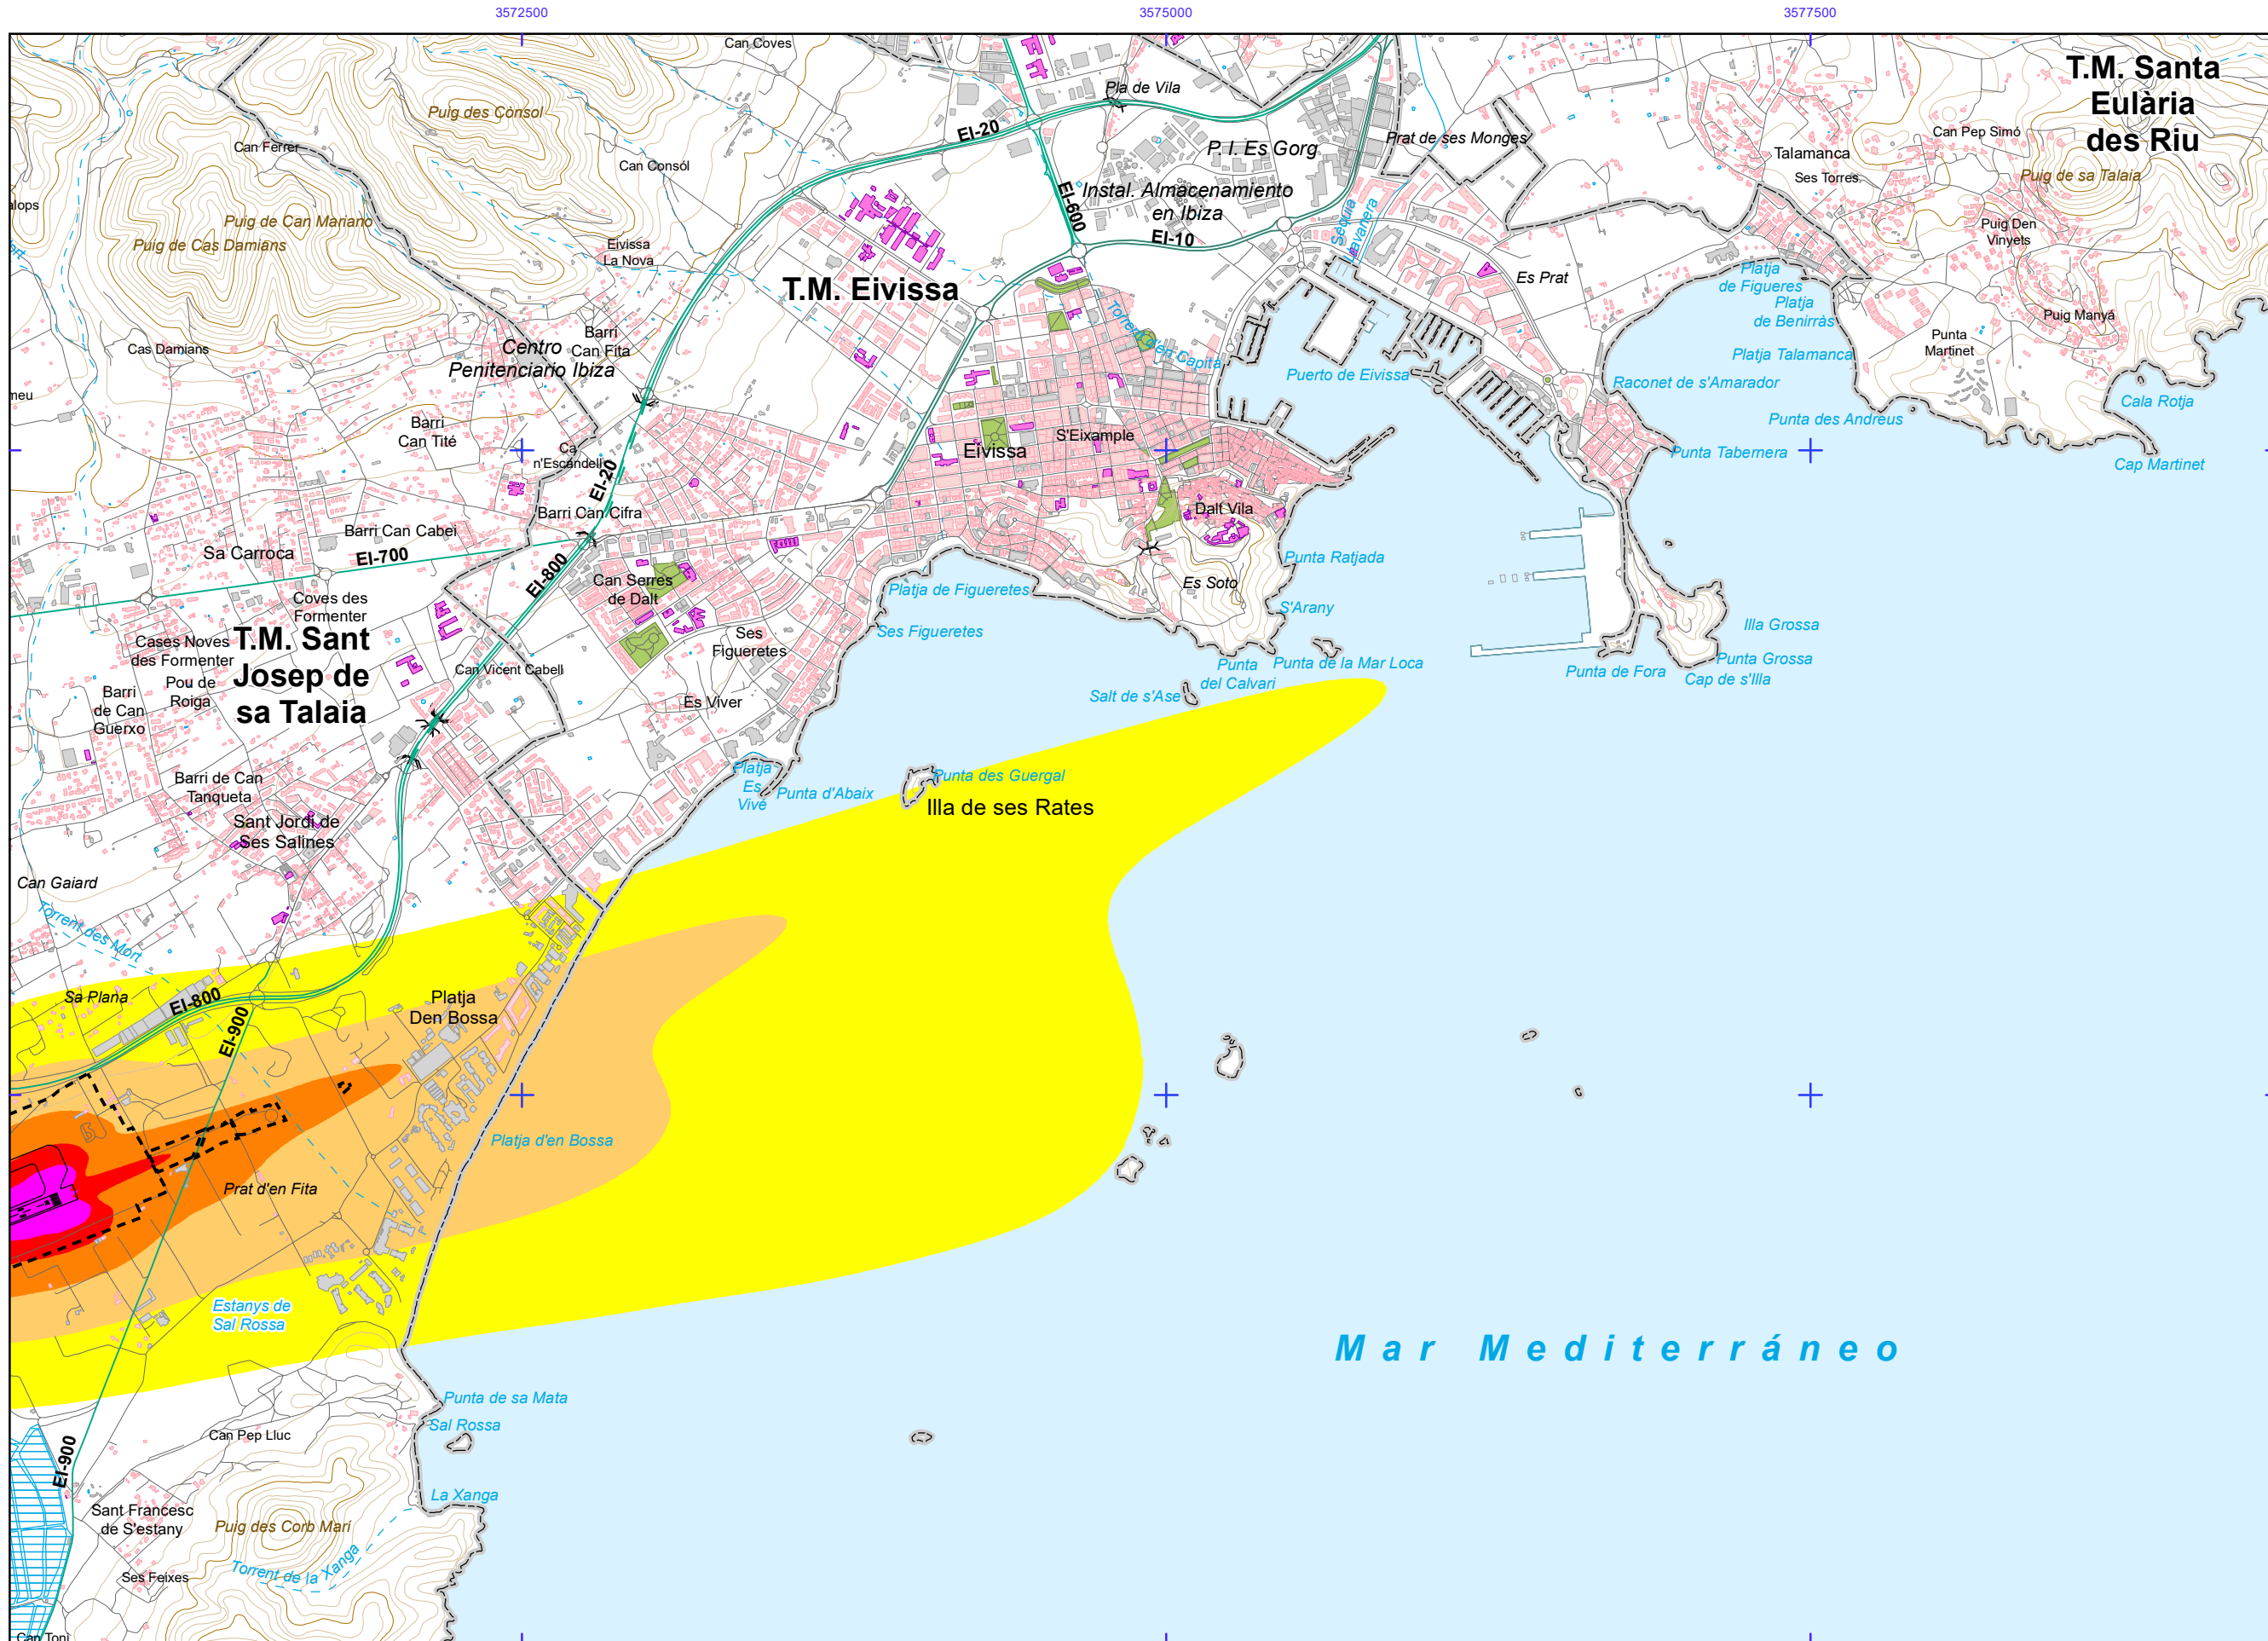 3572500
3575000
3577500
Can Coves
Pla de Vila
T.M. Santa
Eulària
des Riu
Puig des Cònsol
EI-20
Prat de ses Monges
Can Pep Simó
Can Ferrer
P. I. Es Gorg
Talamanca
Can Consól
Ses Torres
Puig de sa Talaia
Instal. Almacenamiento
en Ibiza
EI-600
Sèquia
Llavanera
Puig de Can Mariano
Puig de Cas Damians
Eivissa
La Nova
EI-10
Puig Den
Vinyets
T.M. Eivissa
Es Prat
Platja
de Figueres
Platja
de Benirràs
Puig Manyá
Torrent d'en Capità
Barri
Can Fita
Cas Damians
Centro
Penitenciario Ibiza
Punta
Martinet
Platja Talamanca
Puerto de Eivissa
Raconet de s'Amarador
Cala Rotja
Punta des Andreus
Barri
Can Tité
S'Eixample
Eivissa
Ca
n'Escandell
Punta Tabernera
Cap Martinet
EI-20
Barri Can Cifra
Dalt Vila
Barri Can Cabei
Sa Carroca
EI-700
EI-800
Punta Ratjada
Can Serres
de Dalt
Es Soto
Platja de Figueretes
Coves des
Formenter
S'Arany
Ses Figueretes
Illa Grossa
T.M. Sant
Josep de
sa Talaia
Cases Noves
des Formenter
Ses
Figueretes
Punta
del Calvari
Punta de la Mar Loca
Punta Grossa
Punta de Fora
Cap de s'Illa
Can Vicent Cabell
Pou de
Roiga
Barri
de Can
Guerxo
Es Viver
Salt de s'Ase
Platja
Es
Vivé
Punta d'Abaix
Punta des Guergal
Illa de ses Rates
Barri de Can
Tanqueta
Sant Jordi de
Ses Salines
Can Gaiard
Torrent des Mort
Sa Plana
EI-800
EI-900
Platja
Den Bossa
Platja d'en Bossa
Prat d'en Fita
Estanys de
Sal Rossa
Mar Mediterráneo
Punta de sa Mata
Sal Rossa
Can Pep Lluc
EI-900
La Xanga
Sant Francesc
de S'estany
Puig des Corb Marí
Torrent de la Xanga
Ses Feixes
Can Toni